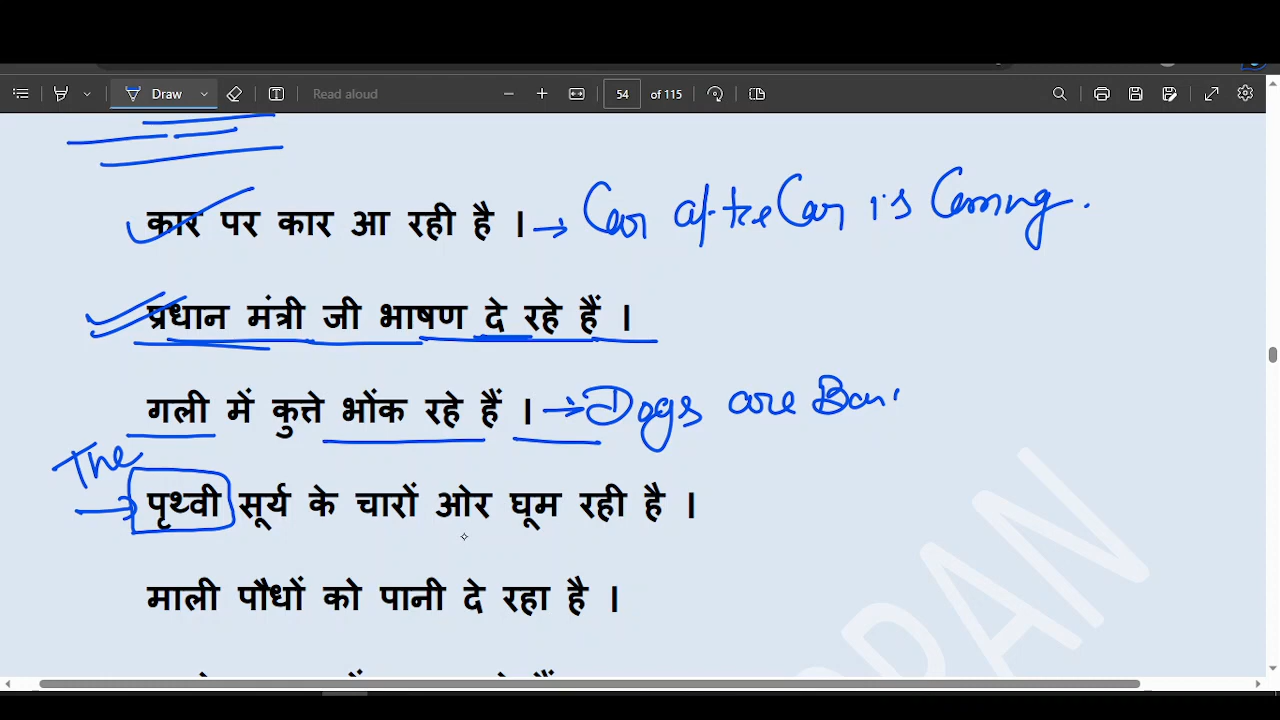 Draw Read aloud 54 of 115
कार पर कार आ रही है । → Car after Car is Coming.
प्रधान मंत्री जी भाषण दे रहे हैं ।
गली में कुत्ते भोंक रहे हैं । → Dogs are Bar
The
→ पृथ्वी सूर्य के चारों ओर घूम रही है ।
माली पौधों को पानी दे रहा है ।